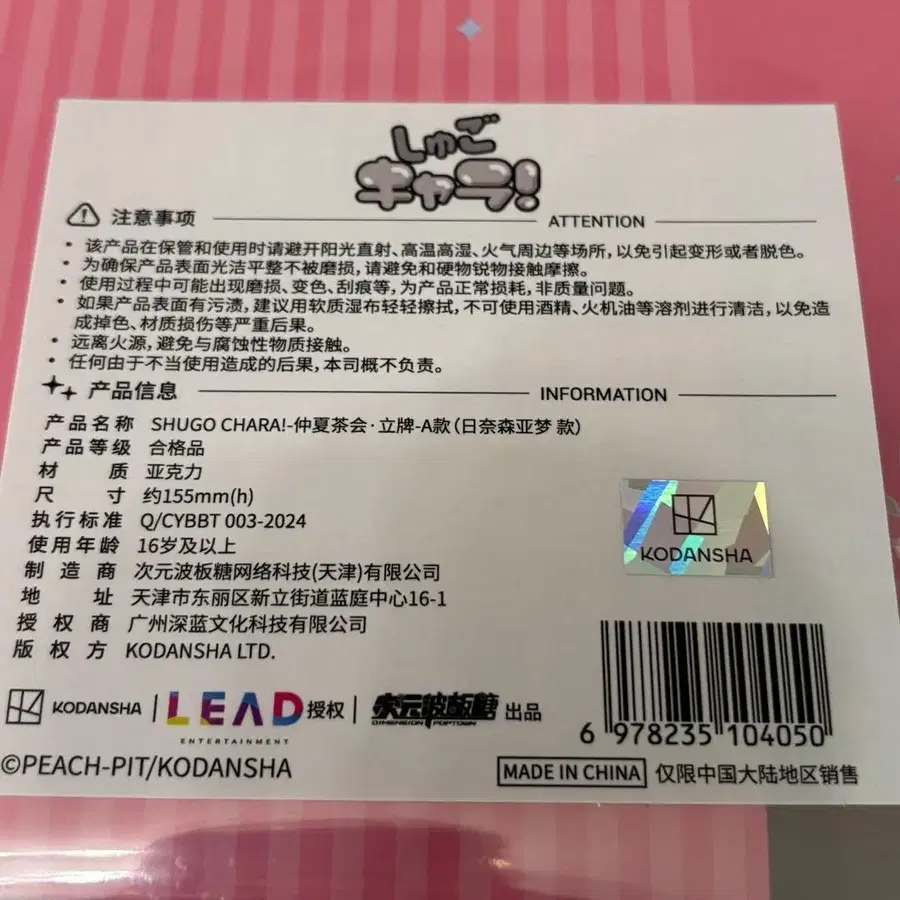 しゅご
キャラ!
注意事项 ATTENTION
• 该产品在保管和使用时请避开阳光直射、高温高湿、火气周边等场所,以免引起变形或者脱色。
• 为确保产品表面光洁平整不被磨损,请避免和硬物锐物接触摩擦。
• 使用过程中可能出现磨损、变色、刮痕等,为产品正常损耗,非质量问题。
• 如果产品表面有污渍,建议用软质湿布轻轻擦拭,不可使用酒精、火机油等溶剂进行清洁,以免造
成掉色、材质损伤等严重后果。
• 远离火源,避免与腐蚀性物质接触。
• 任何由于不当使用造成的后果,本司概不负责。
产品信息 INFORMATION
产品名称 SHUGO CHARA!-仲夏茶会·立牌-A款(日奈森亚梦 款)
产品等级 合格品
材质 亚克力
尺寸 约155mm(h)
执行标准 Q/CYBBT 003-2024
使用年龄 16岁及以上
制造商 次元波板糖网络科技(天津)有限公司
地址 天津市东丽区新立街道蓝庭中心16-1
授权商 广州深蓝文化科技有限公司
版权方 KODANSHA LTD.
KODANSHA
KODANSHA | LEAD ENTERTAINMENT 授权 | 次元波板糖 DIMENSION POPTOWN 出品
6 978235 104050
©PEACH-PIT/KODANSHA
MADE IN CHINA 仅限中国大陆地区销售